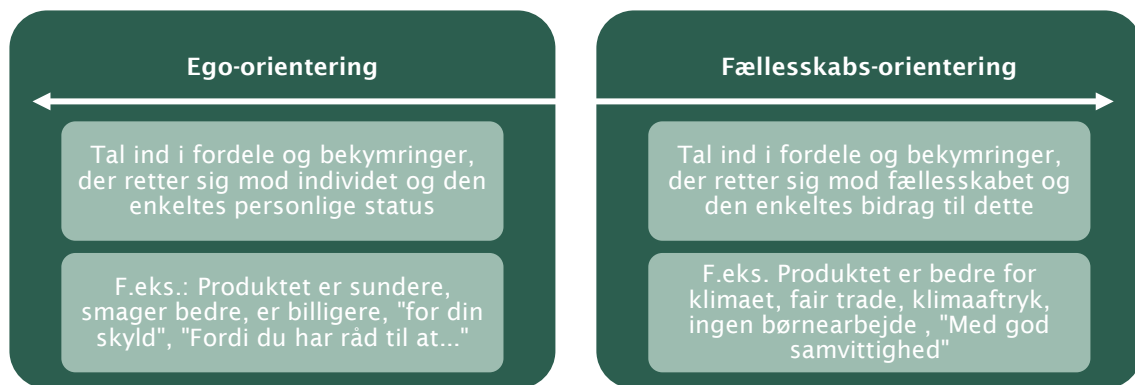 Ego-orientering
Tal ind i fordele og bekymringer,
der retter sig mod individet og den
enkeltes personlige status
F.eks.: Produktet er sundere,
smager bedre, er billigere, "for din
skyld", "Fordi du har råd til at..."
Fællesskabs-orientering
Tal ind i fordele og bekymringer,
der retter sig mod fællesskabet og
den enkeltes bidrag til dette
F.eks. Produktet er bedre for
klimaet, fair trade, klimaaftryk,
ingen børnearbejde , "Med god
samvittighed"